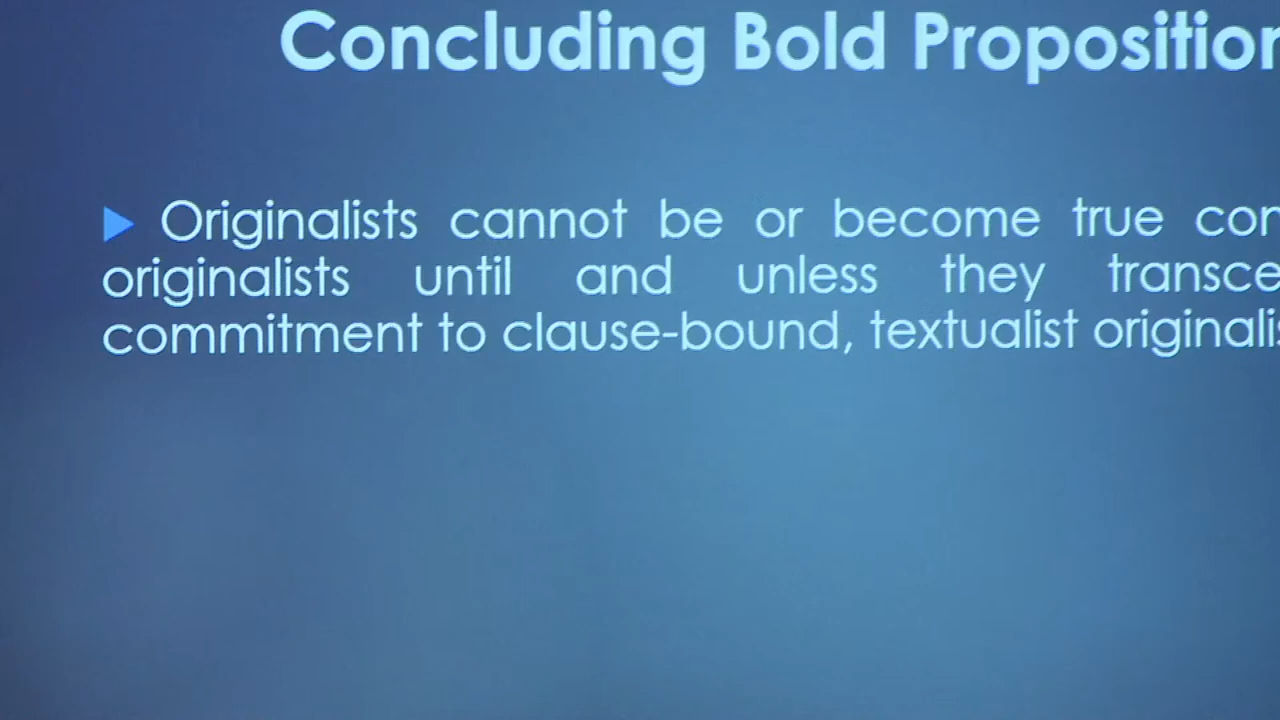 Concluding Bold Proposition
Originalists cannot be or become true con
originalists until and unless they transce
commitment to clause-bound, textualist originalis